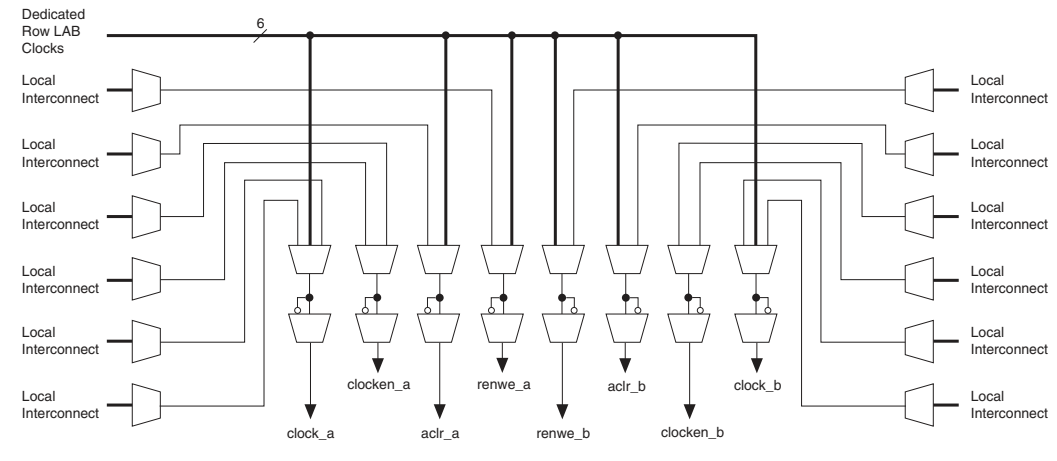 Dedicated
Row LAB
Clocks
6
Local
Interconnect
Local
Interconnect
Local
Interconnect
Local
Interconnect
Local
Interconnect
Local
Interconnect
Local
Interconnect
Local
Interconnect
Local
Interconnect
Local
Interconnect
Local
Interconnect
Local
Interconnect
clocken_a
renwe_a
aclr_b
clock_b
clock_a
aclr_a
renwe_b
clocken_b